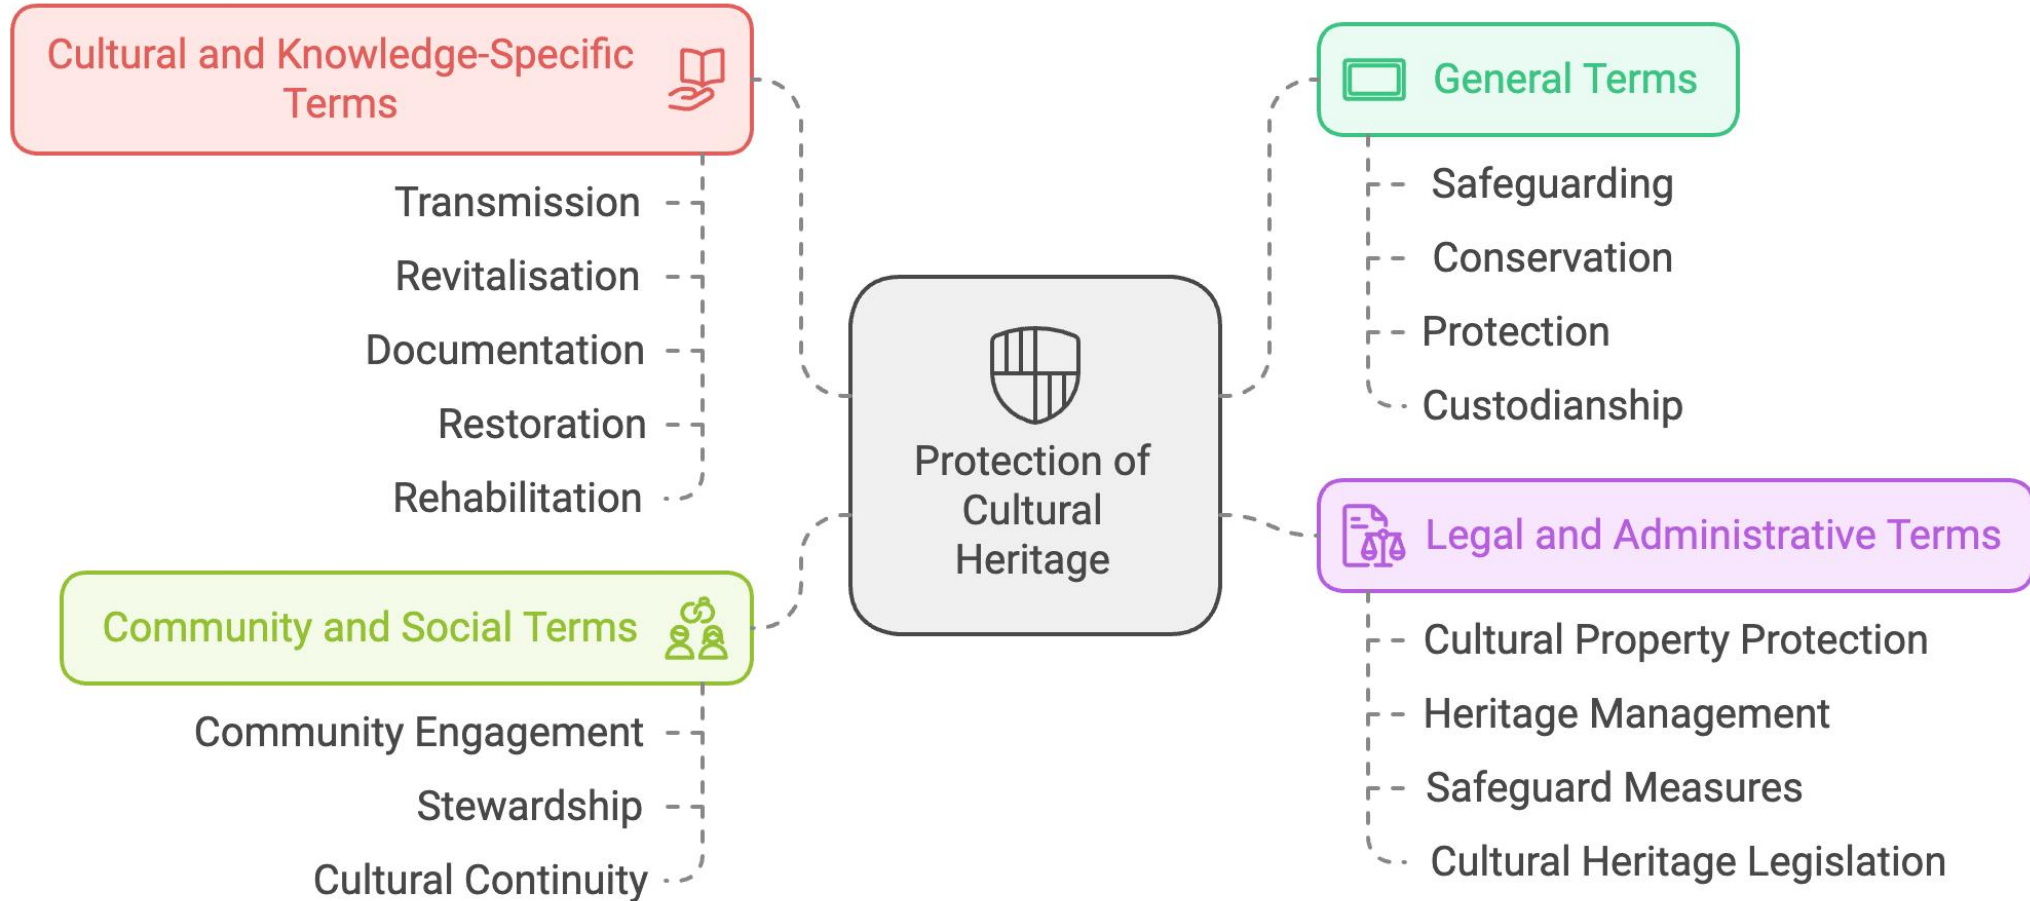 Cultural and Knowledge-Specific
Terms
Transmission
Revitalisation
Documentation
Restoration
Rehabilitation
Community and Social Terms
Community Engagement
Stewardship
Cultural Continuity
Protection of
Cultural
Heritage
General Terms
Safeguarding
Conservation
Protection
Custodianship
Legal and Administrative Terms
Cultural Property Protection
Heritage Management
Safeguard Measures
Cultural Heritage Legislation